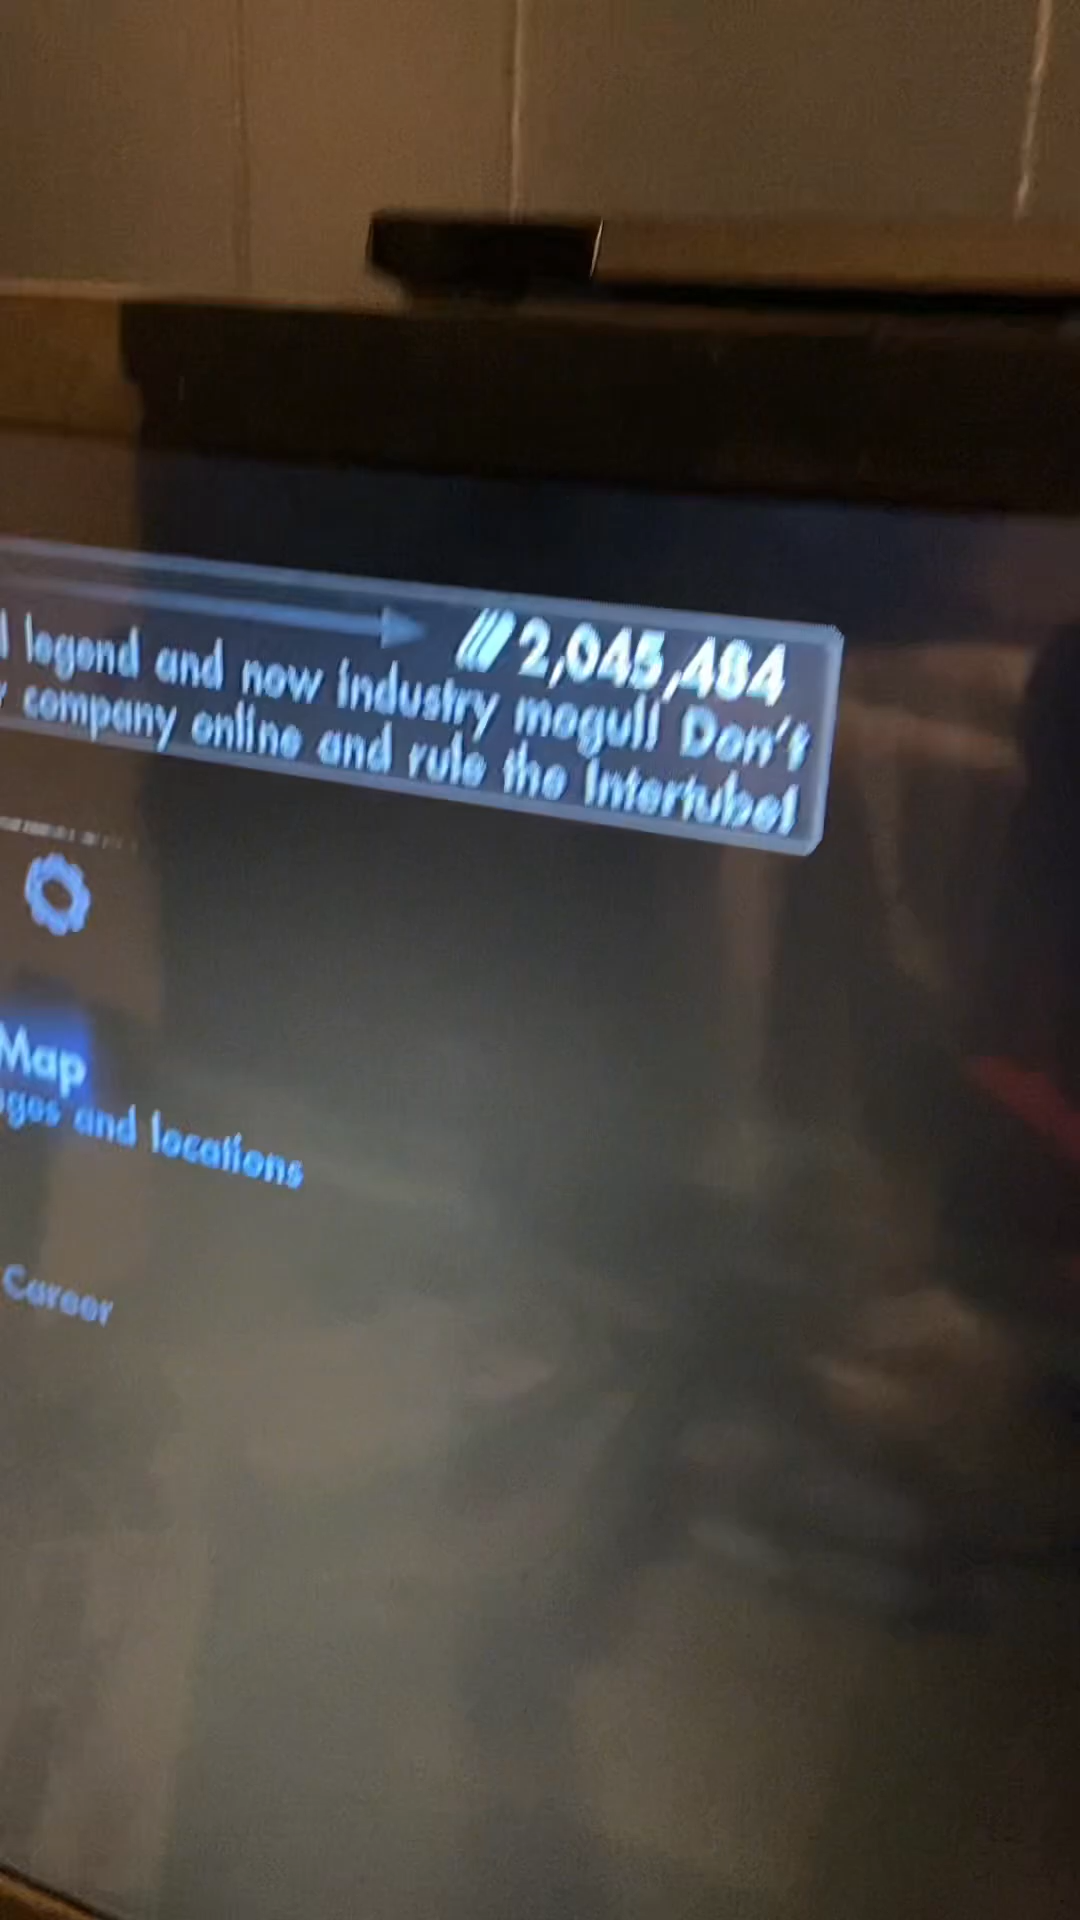 2,045,484
legend and now industry mogul! Don't
company online and rule the Intertube!
Map
and locations
Career